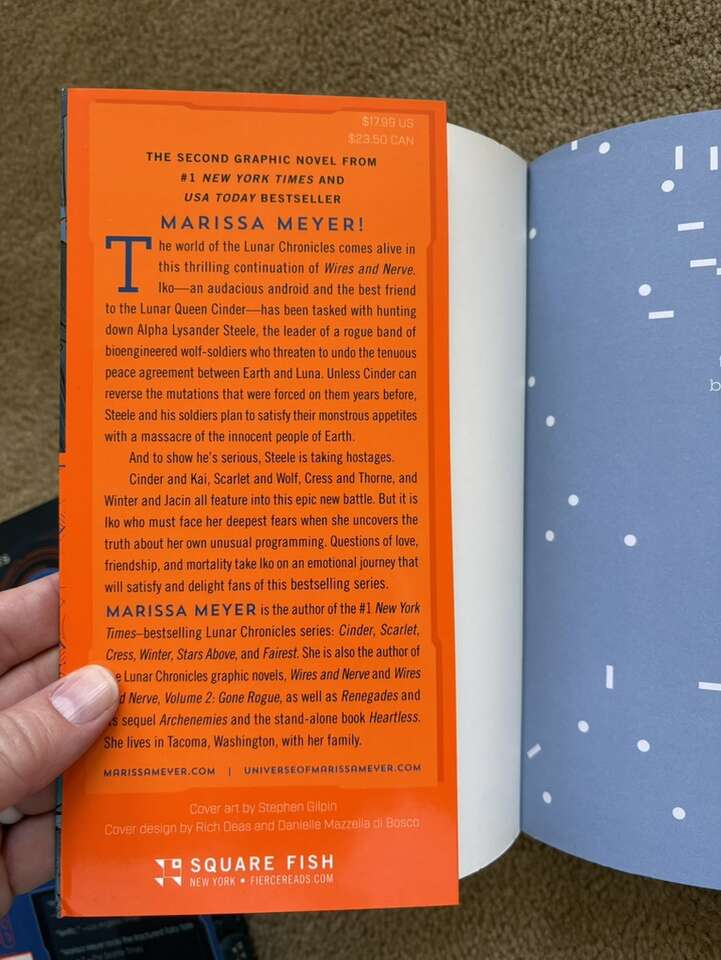 $17.99 US
$23.50 CAN
THE SECOND GRAPHIC NOVEL FROM
#1 NEW YORK TIMES AND
USA TODAY BESTSELLER
MARISSA MEYER!
The world of the Lunar Chronicles comes alive in
this thrilling continuation of Wires and Nerve.
Iko—an audacious android and the best friend
to the Lunar Queen Cinder—has been tasked with hunting
down Alpha Lysander Steele, the leader of a rogue band of
bioengineered wolf-soldiers who threaten to undo the tenuous
peace agreement between Earth and Luna. Unless Cinder can
reverse the mutations that were forced on them years before,
Steele and his soldiers plan to satisfy their monstrous appetites
with a massacre of the innocent people of Earth.
And to show he's serious, Steele is taking hostages.
Cinder and Kai, Scarlet and Wolf, Cress and Thorne, and
Winter and Jacin all feature into this epic new battle. But it is
Iko who must face her deepest fears when she uncovers the
truth about her own unusual programming. Questions of love,
friendship, and mortality take Iko on an emotional journey that
will satisfy and delight fans of this bestselling series.
MARISSA MEYER is the author of the #1 New York
Times–bestselling Lunar Chronicles series: Cinder, Scarlet,
Cress, Winter, Stars Above, and Fairest. She is also the author of
Lunar Chronicles graphic novels, Wires and Nerve and Wires
Nerve, Volume 2: Gone Rogue, as well as Renegades and
sequel Archenemies and the stand-alone book Heartless.
She lives in Tacoma, Washington, with her family.
MARISSAMEYER.COM | UNIVERSEOFMARISSAMEYER.COM
Cover art by Stephen Gilpin
Cover design by Rich Deas and Danielle Mazzella di Bosco
SQUARE FISH
NEW YORK • FIERCEREADS.COM